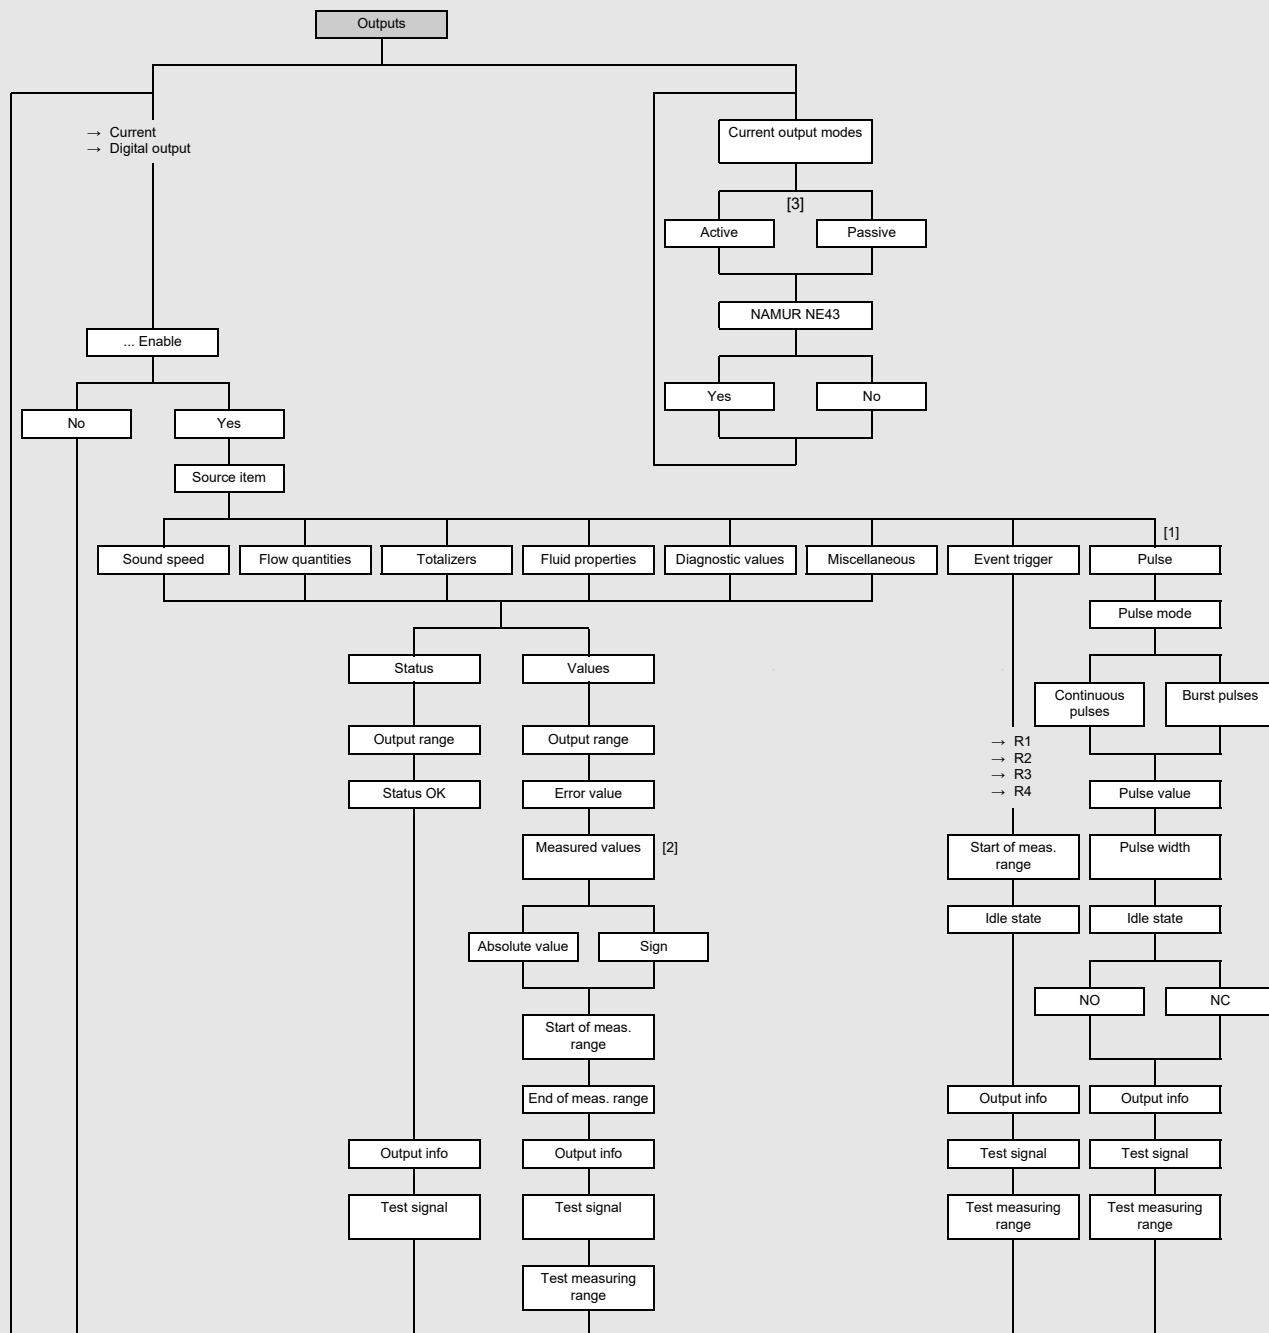 Outputs
→ Current
→ Digital output
Current output modes
[3]
Active
Passive
NAMUR NE43
... Enable
Yes
No
No
Yes
Source item
[1]
Sound speed
Flow quantities
Totalizers
Fluid properties
Diagnostic values
Miscellaneous
Event trigger
Pulse
Pulse mode
Status
Values
Continuous
pulses
Burst pulses
Output range
Output range
→ R1
→ R2
→ R3
→ R4
Status OK
Error value
Pulse value
Measured values
[2]
Start of meas.
range
Pulse width
Idle state
Idle state
Absolute value
Sign
NO
NC
Start of meas.
range
End of meas. range
Output info
Output info
Output info
Output info
Test signal
Test signal
Test signal
Test signal
Test measuring
range
Test measuring
range
Test measuring
range